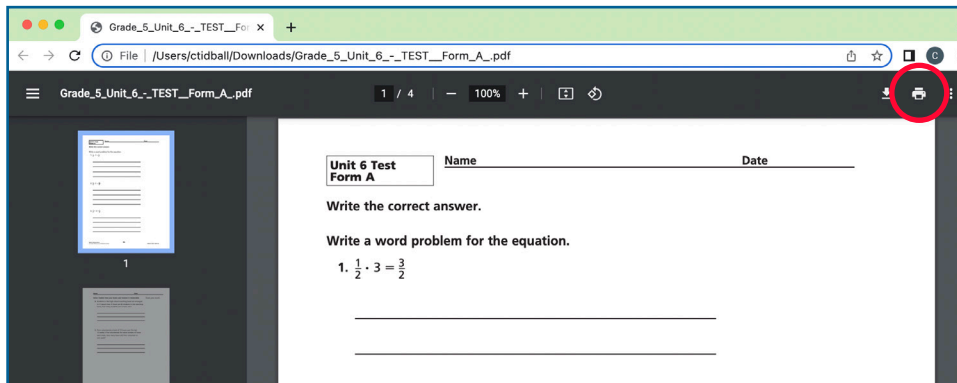 Grade_5_Unit_6_-_TEST__For
File | /Users/ctidball/Downloads/Grade_5_Unit_6_-_TEST__Form_A_.pdf
C
Grade_5_Unit_6_-_TEST__Form_A_.pdf
1 / 4 | − 100% + |
Unit 6 Test
Form A
Name
Date
Write the correct answer.
Write a word problem for the equation.
1. 1/2 · 3 = 3/2
1